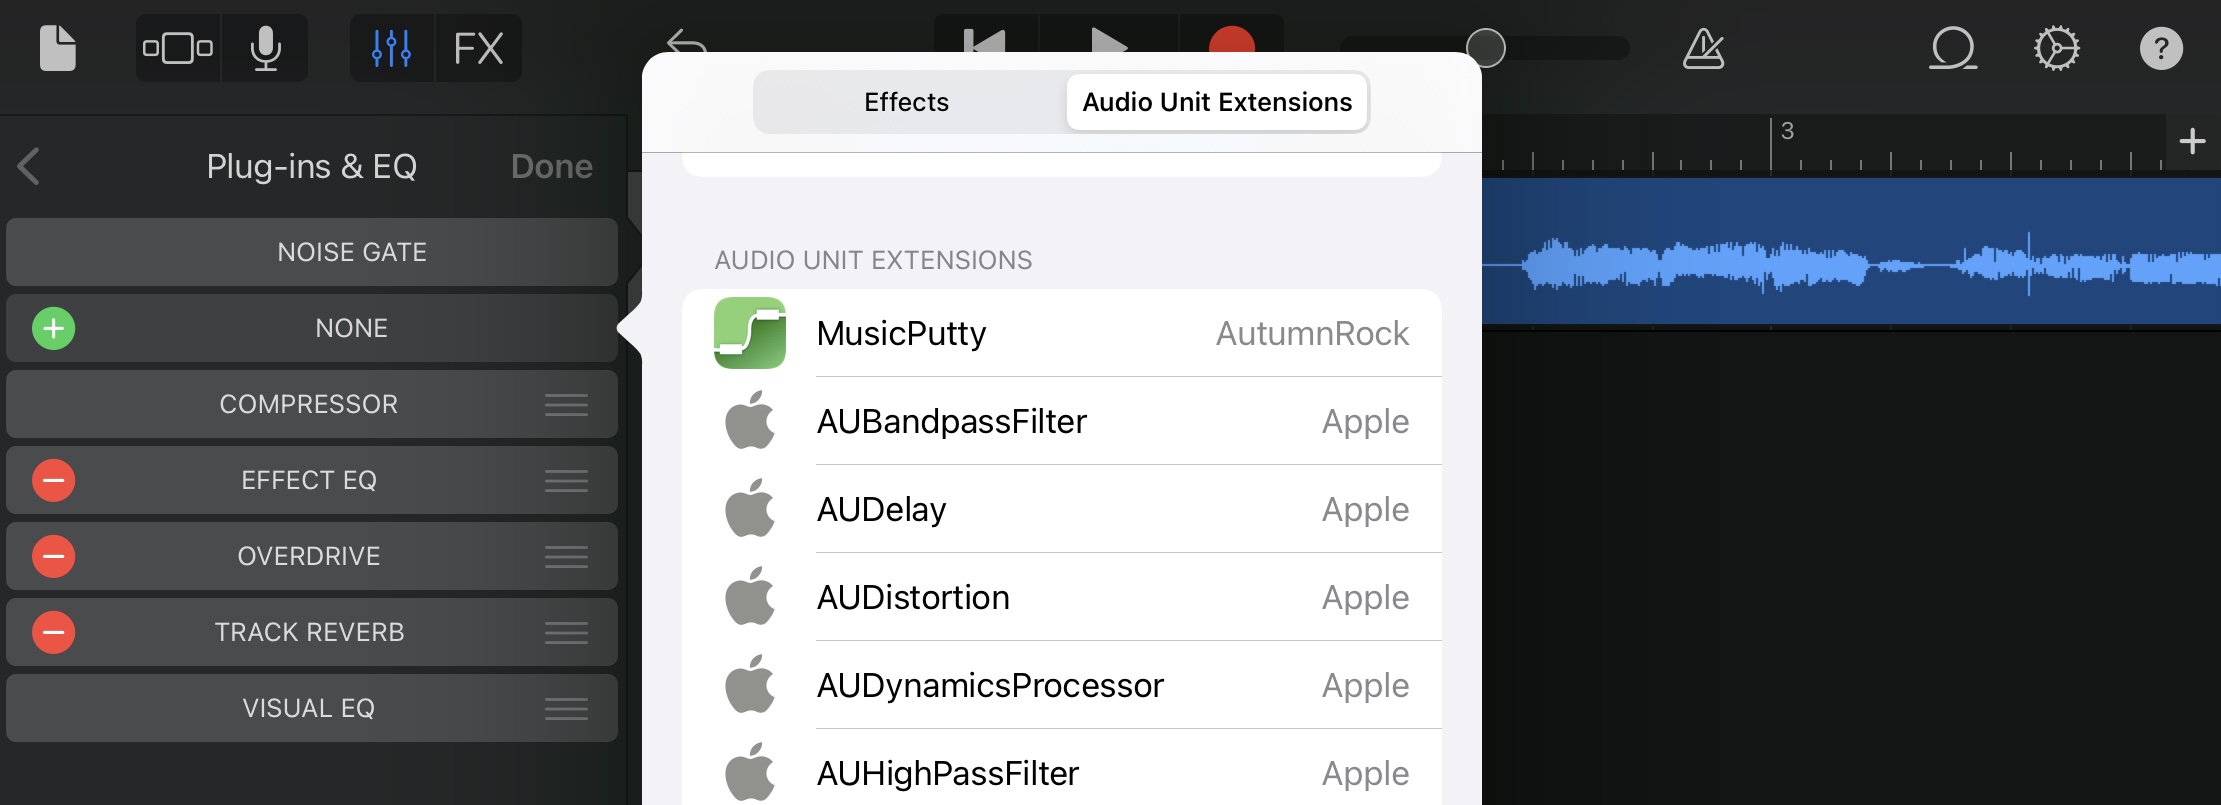 FX
?
Effects
Audio Unit Extensions
3
Plug-ins & EQ
Done
NOISE GATE
NONE
COMPRESSOR
EFFECT EQ
OVERDRIVE
TRACK REVERB
VISUAL EQ
AUDIO UNIT EXTENSIONS
MusicPutty AutumnRock
AUBandpassFilter Apple
AUDelay Apple
AUDistortion Apple
AUDynamicsProcessor Apple
AUHighPassFilter Apple